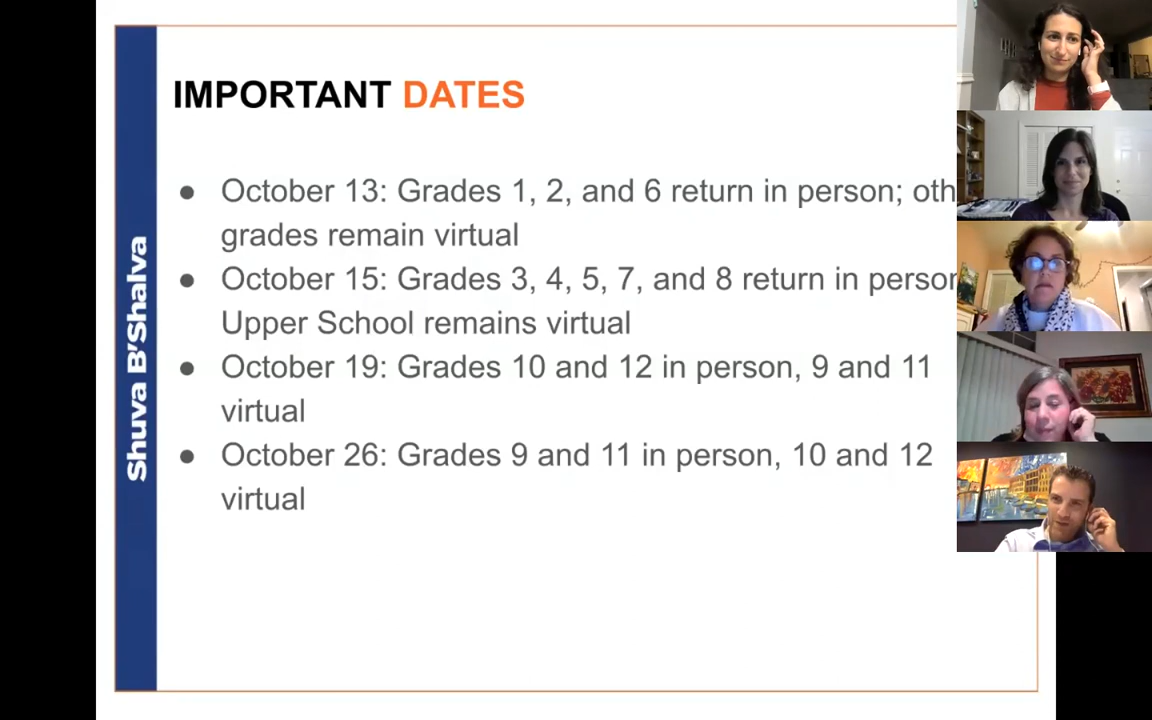 IMPORTANT DATES
Shuva B'Shalva
● October 13: Grades 1, 2, and 6 return in person;
grades remain virtual
● October 15: Grades 3, 4, 5, 7, and 8 return in person
Upper School remains virtual
● October 19: Grades 10 and 12 in person, 9 and 11
virtual
● October 26: Grades 9 and 11 in person, 10 and 12
virtual